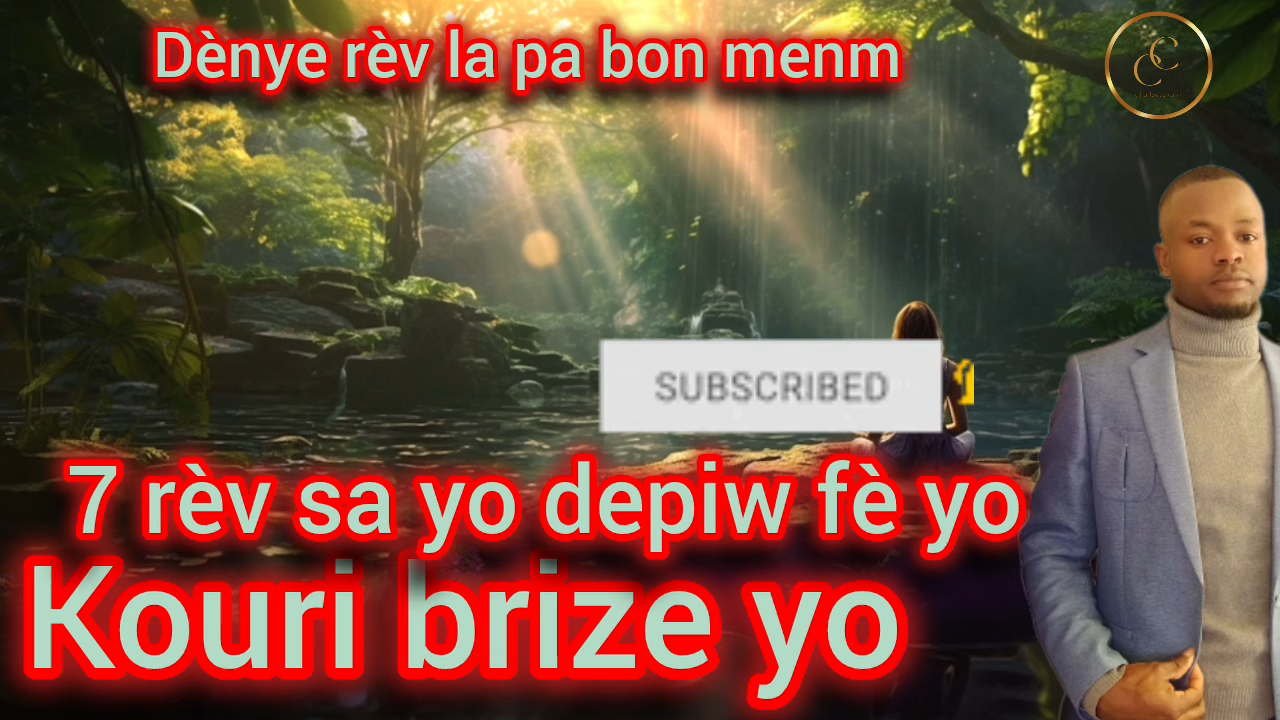 Dènye rèv la pa bon menm
SUBSCRIBED
7 rèv sa yo depiw fè yo
Kouri brize yo